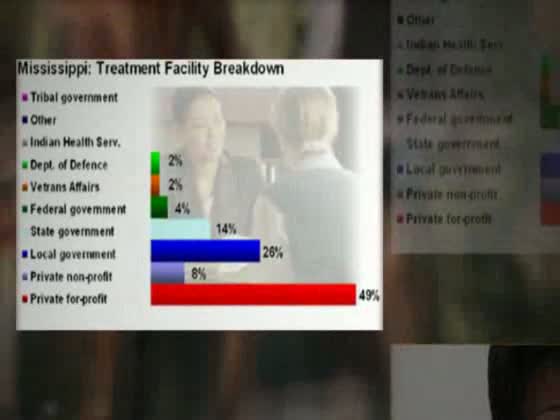 Mississippi: Treatment Facility Breakdown
Tribal government
Other
Indian Health Serv.
Dept. of Defence 2%
Vetrans Affairs 2%
Federal government 4%
State government 14%
Local government 26%
Private non-profit 8%
Private for-profit 49%
Other
Indian Health Serv.
Dept. of Defence
Vetrans Affairs
Federal government
State government
Local government
Private non-profit
Private for-profit